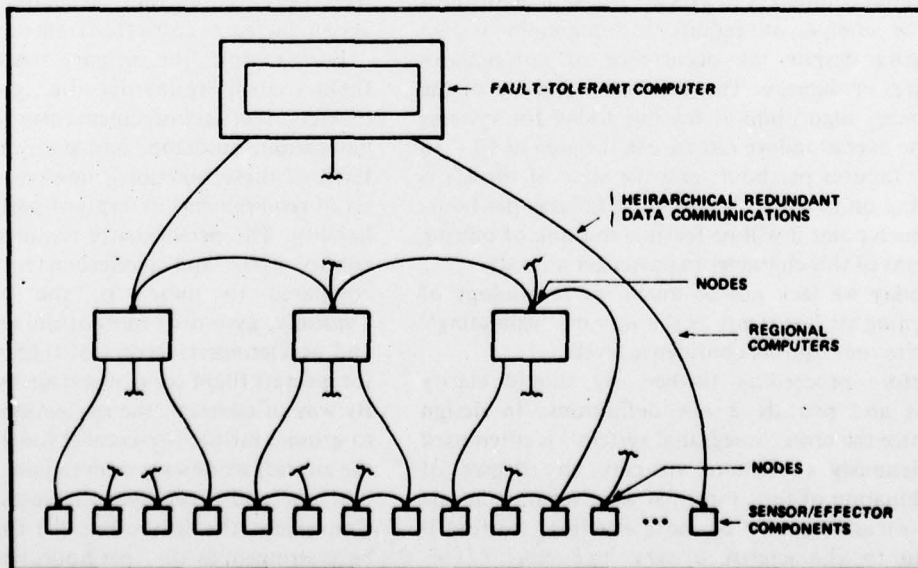 FAULT-TOLERANT COMPUTER
HEIRARCHICAL REDUNDANT
DATA COMMUNICATIONS
NODES
REGIONAL
COMPUTERS
NODES
SENSOR/EFFECTOR
COMPONENTS